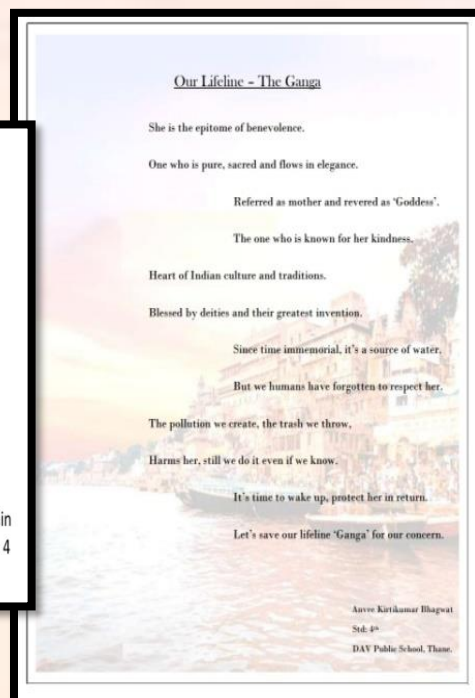 Our Lifeline – The Ganga
She is the epitome of benevolence.
One who is pure, sacred and flows in elegance.
Referred as mother and revered as ‘Goddess’.
The one who is known for her kindness.
Heart of Indian culture and traditions.
Blessed by deities and their greatest invention.
Since time immemorial, it’s a source of water.
But we humans have forgotten to respect her.
The pollution we create, the trash we throw,
Harms her, still we do it even if we know.
It’s time to wake up, protect her in return.
Let’s save our lifeline ‘Ganga’ for our concern.
in
4
Anvee Kirtikumar Bhagwat
Std: 4th
DAV Public School, Thane.